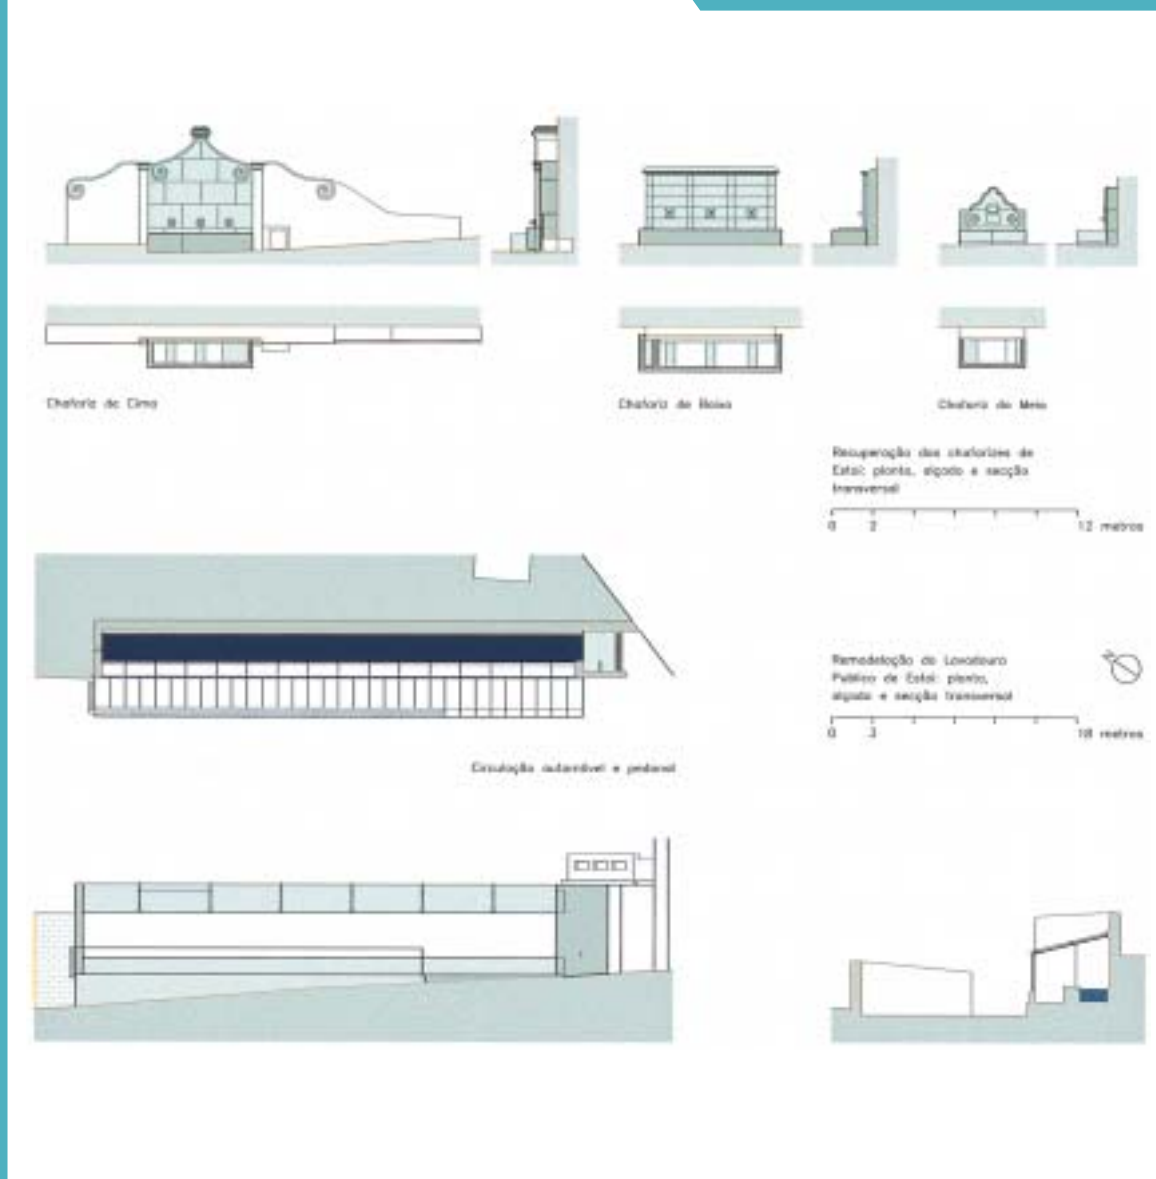 Chafariz de Cima
Chafariz de Baixo
Chafariz do Meio
Recuperação dos chafarizes de
Estoi: planta, alçado e secção
transversal
0 2 12 metros
Remodelação do Lavadouro
Público de Estoi: planta,
alçado e secção transversal
N
0 3 18 metros
Circulação automóvel e pedonal